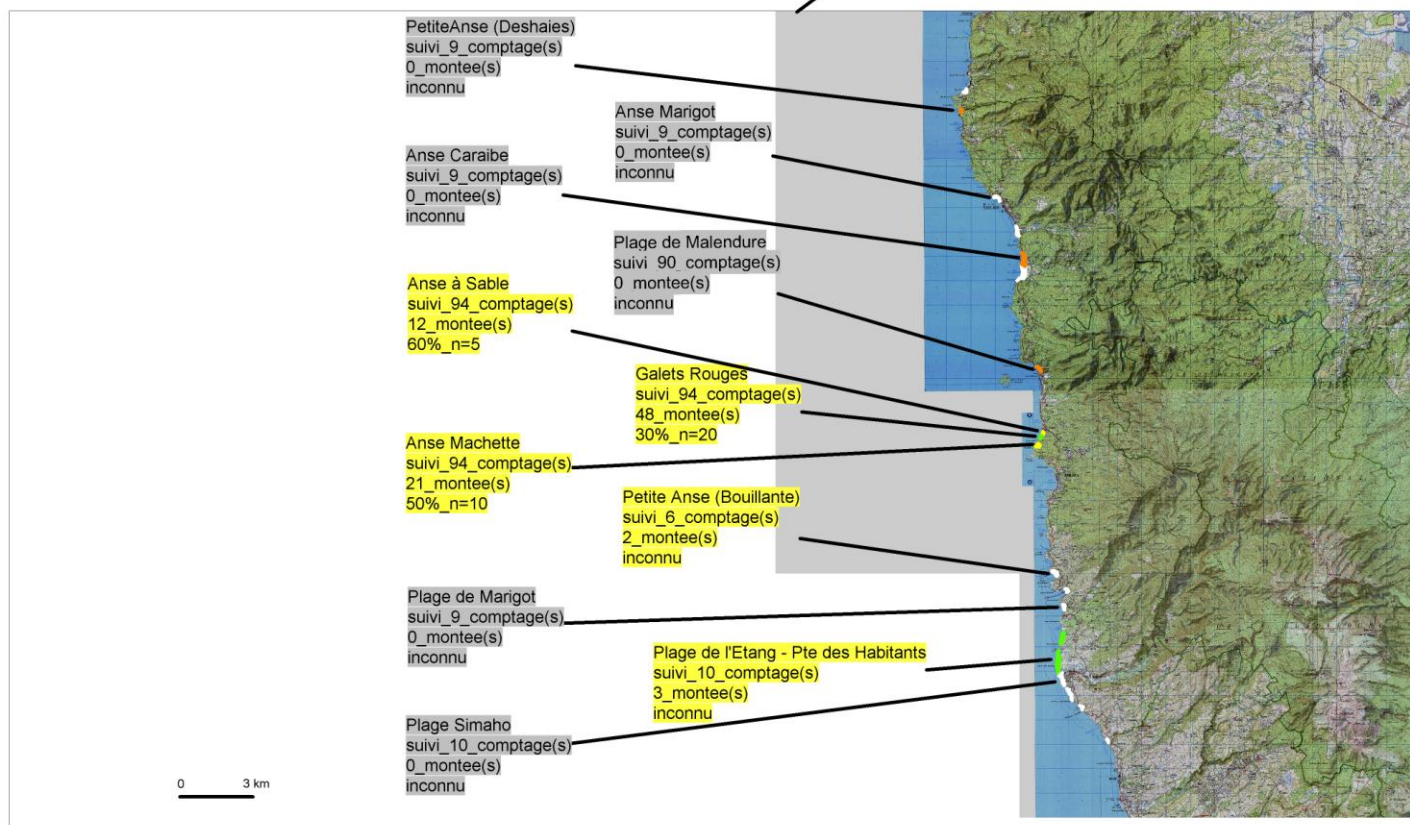 PetiteAnse (Deshaies)
suivi_9_comptage(s)
0_montee(s)
inconnu
Anse Marigot
suivi_9_comptage(s)
0_montee(s)
inconnu
Anse Caraibe
suivi_9_comptage(s)
0_montee(s)
inconnu
Plage de Malendure
suivi_90_comptage(s)
0_montee(s)
inconnu
Anse à Sable
suivi_94_comptage(s)
12_montee(s)
60%_n=5
Galets Rouges
suivi_94_comptage(s)
48_montee(s)
30%_n=20
Anse Machette
suivi_94_comptage(s)
21_montee(s)
50%_n=10
Petite Anse (Bouillante)
suivi_6_comptage(s)
2_montee(s)
inconnu
Plage de Marigot
suivi_9_comptage(s)
0_montee(s)
inconnu
Plage de l'Etang - Pte des Habitants
suivi_10_comptage(s)
3_montee(s)
inconnu
Plage Simaho
suivi_10_comptage(s)
0_montee(s)
inconnu
0 3 km